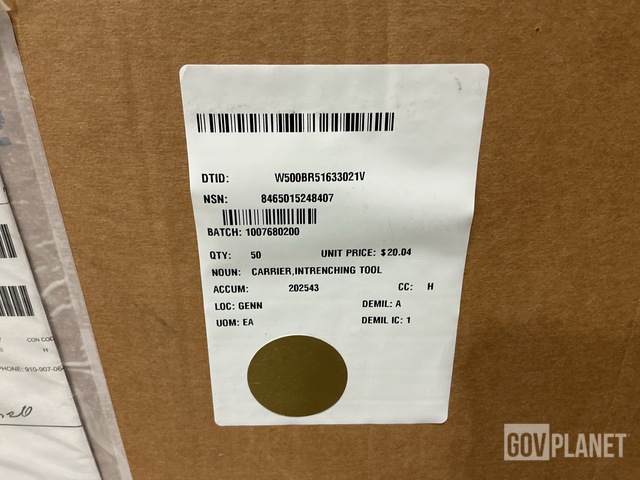 DTID: W500BR51633021V
NSN: 8465015248407
BATCH: 1007680200
QTY: 50 UNIT PRICE: $20.04
NOUN: CARRIER,INTRENCHING TOOL
ACCUM: 202543 CC: H
LOC: GENN DEMIL: A
UOM: EA DEMIL IC: 1
CON COD
H
PHONE: 910-907-06
GOVPLANET